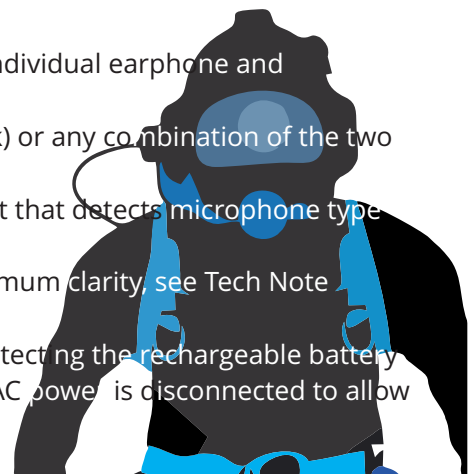 ndividual earphone and
) or any combination of the two
t that detects microphone type
mum clarity, see Tech Note
tecting the rechargeable battery
AC power is disconnected to allow